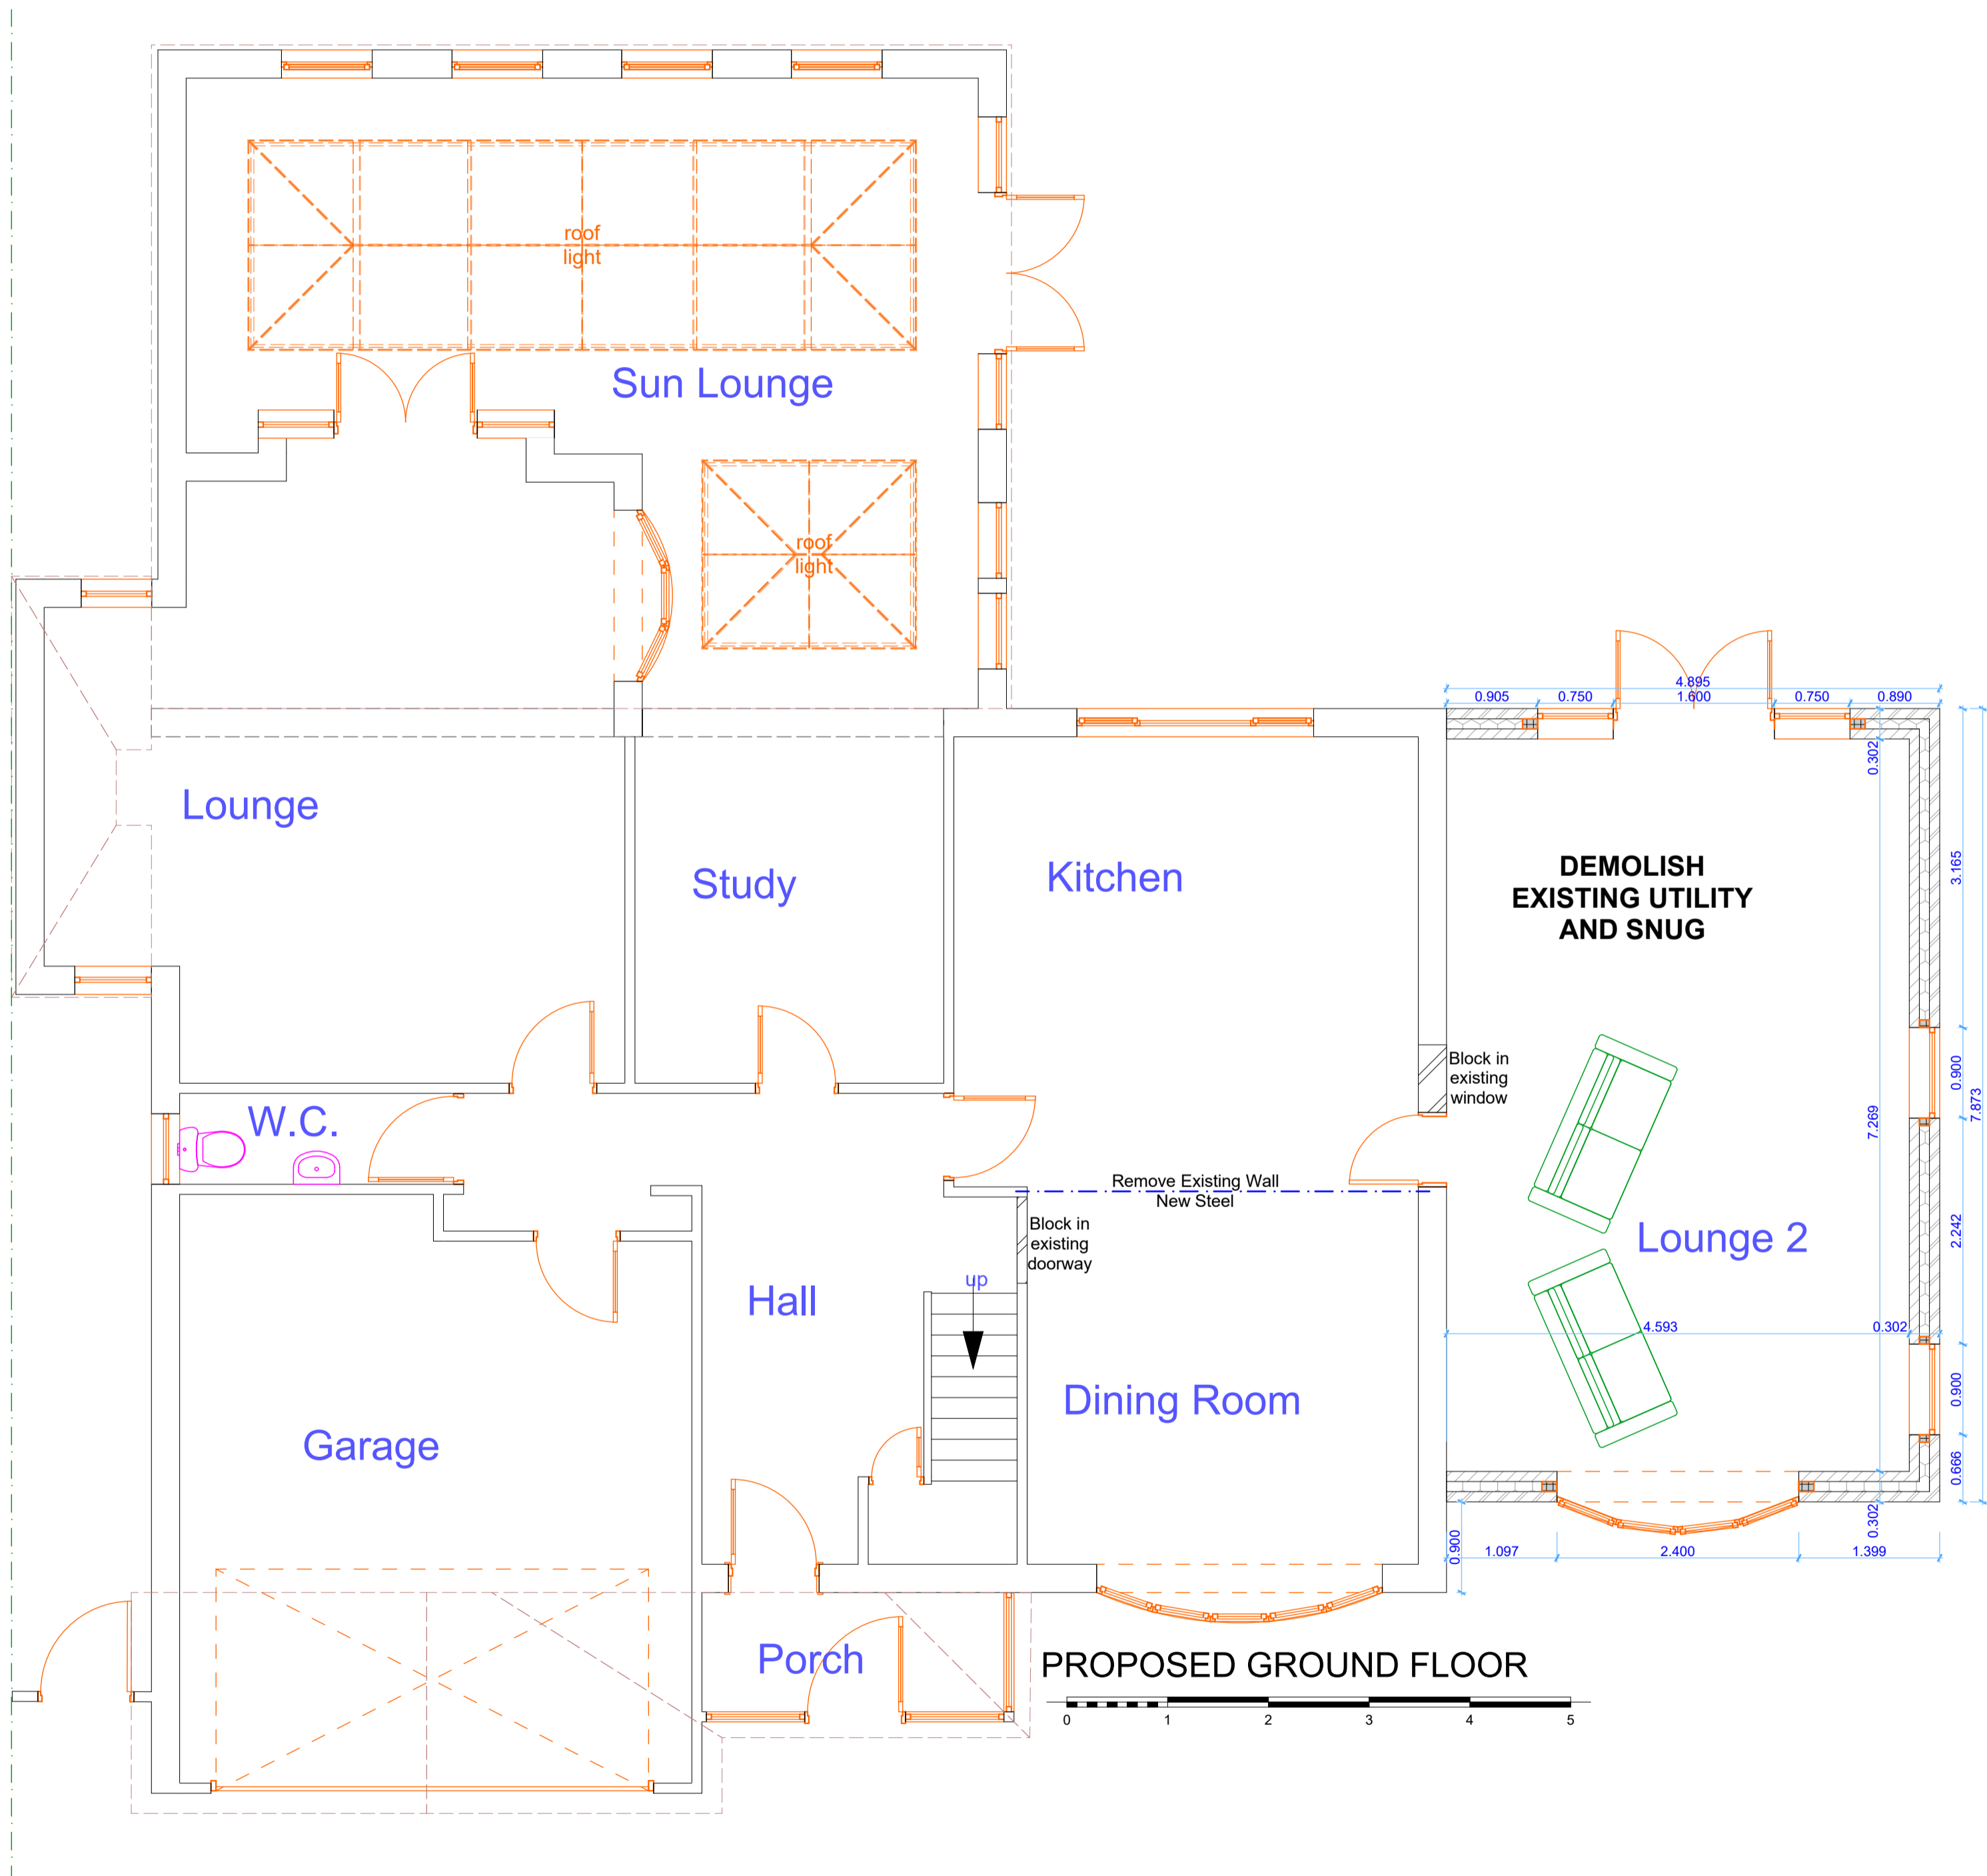 roof
light
Sun Lounge
roof
light
4.895
0.905
0.750
1.600
0.750
0.890
0.302
Lounge
Study
Kitchen
DEMOLISH
EXISTING UTILITY
AND SNUG
3.165
Block in
existing
window
0.900
7.873
7.269
W.C.
Remove Existing Wall
New Steel
Block in
existing
doorway
Lounge 2
2.242
up
Hall
4.593
0.302
Dining Room
0.900
Garage
0.666
0.302
0.900
1.097
2.400
1.399
Porch
PROPOSED GROUND FLOOR
0 1 2 3 4 5